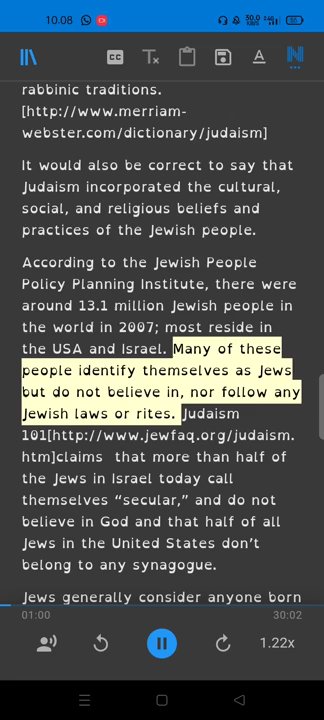 10.08
50.0
KB/S
CC
rabbinic traditions.
[http://www.merriam-
webster.com/dictionary/judaism]
It would also be correct to say that
Judaism incorporated the cultural,
social, and religious beliefs and
practices of the Jewish people.
According to the Jewish People
Policy Planning Institute, there were
around 13.1 million Jewish people in
the world in 2007; most reside in
the USA and Israel. Many of these
people identify themselves as Jews
but do not believe in, nor follow any
Jewish laws or rites. Judaism
101[http://www.jewfaq.org/judaism.
htm]claims that more than half of
the Jews in Israel today call
themselves “secular,” and do not
believe in God and that half of all
Jews in the United States don’t
belong to any synagogue.
Jews generally consider anyone born
01:00 30:02
1.22x